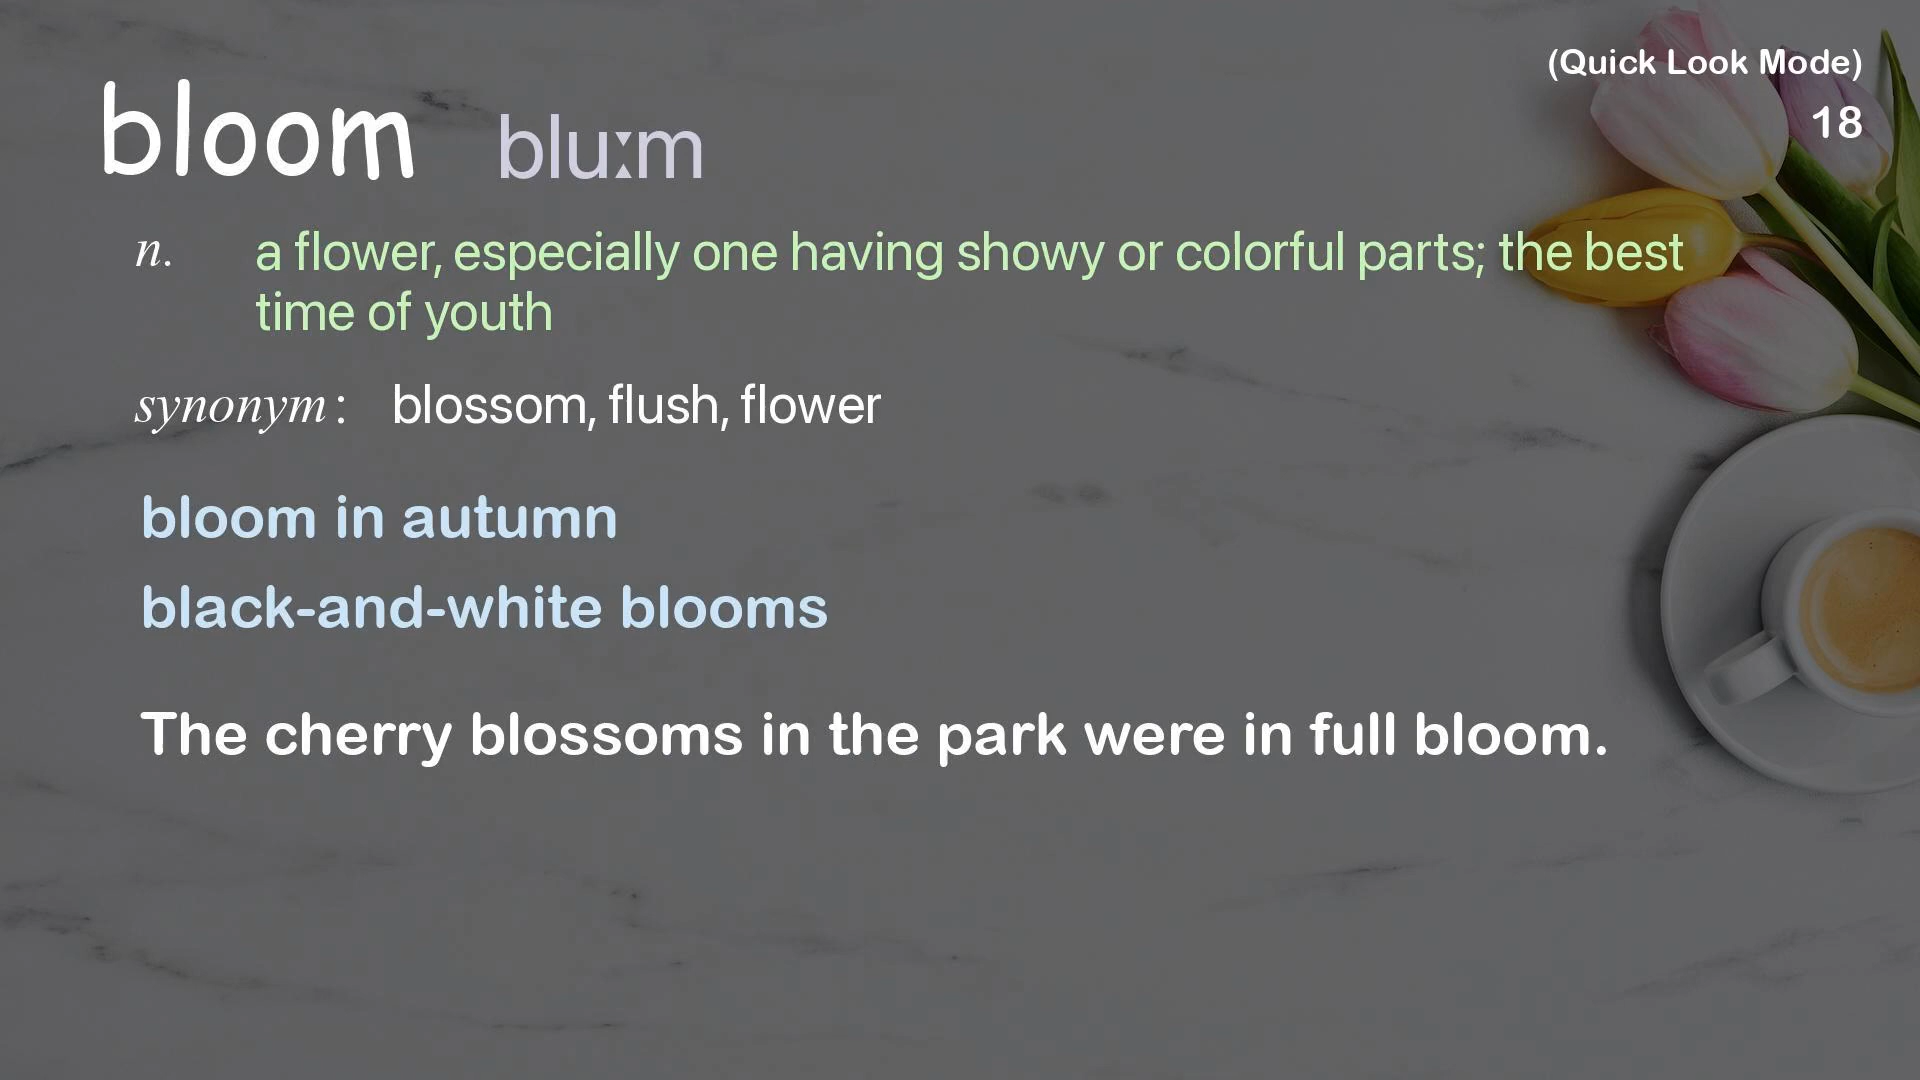 (Quick Look Mode)
18
bloom bluːm
n. a flower, especially one having showy or colorful parts; the best
time of youth
synonym: blossom, flush, flower
bloom in autumn
black-and-white blooms
The cherry blossoms in the park were in full bloom.